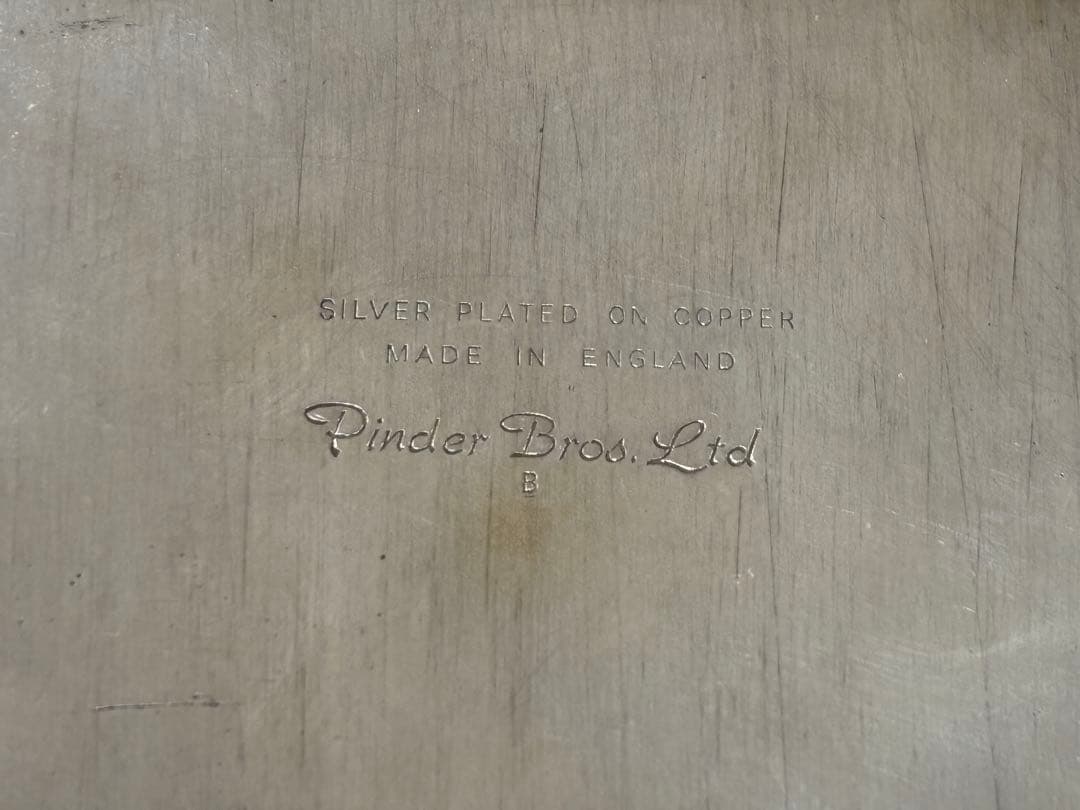 SILVER PLATED ON COPPER
MADE IN ENGLAND
Pinder Bros. Ltd
B